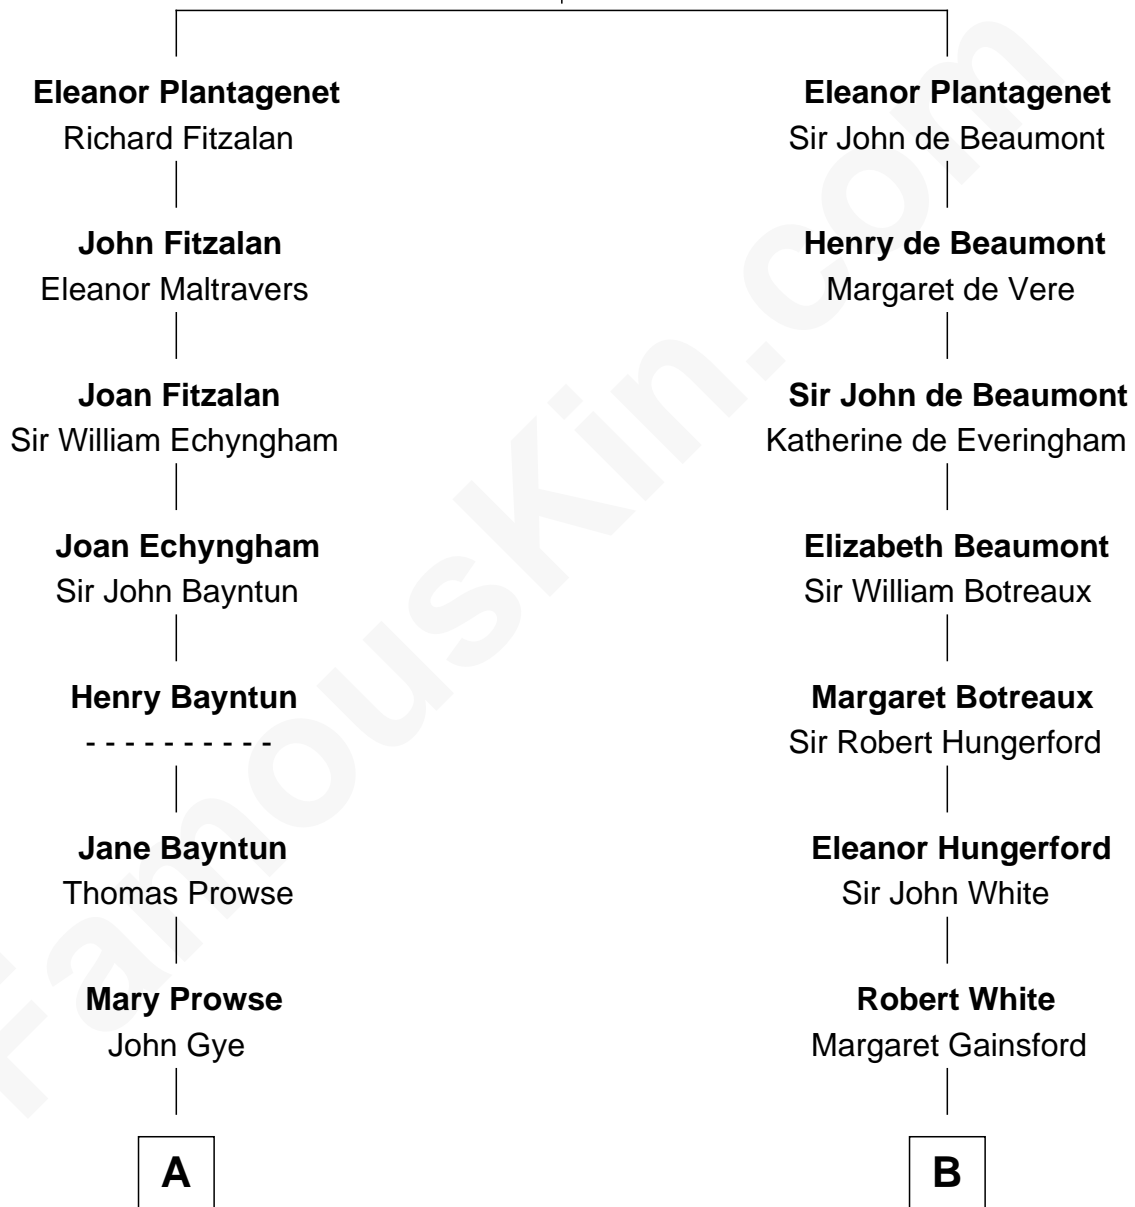 Eleanor Plantagenet Eleanor Plantagenet
Richard Fitzalan Sir John de Beaumont
John Fitzalan Henry de Beaumont
Eleanor Maltravers Margaret de Vere
Joan Fitzalan Sir John de Beaumont
Sir William Echyngham Katherine de Everingham
Joan Echyngham Elizabeth Beaumont
Sir John Bayntun Sir William Botreaux
Henry Bayntun Margaret Botreaux
- - - - - - - - - - Sir Robert Hungerford
Jane Bayntun Eleanor Hungerford
Thomas Prowse Sir John White
Mary Prowse Robert White
John Gye Margaret Gainsford
A B
FamousKin.com